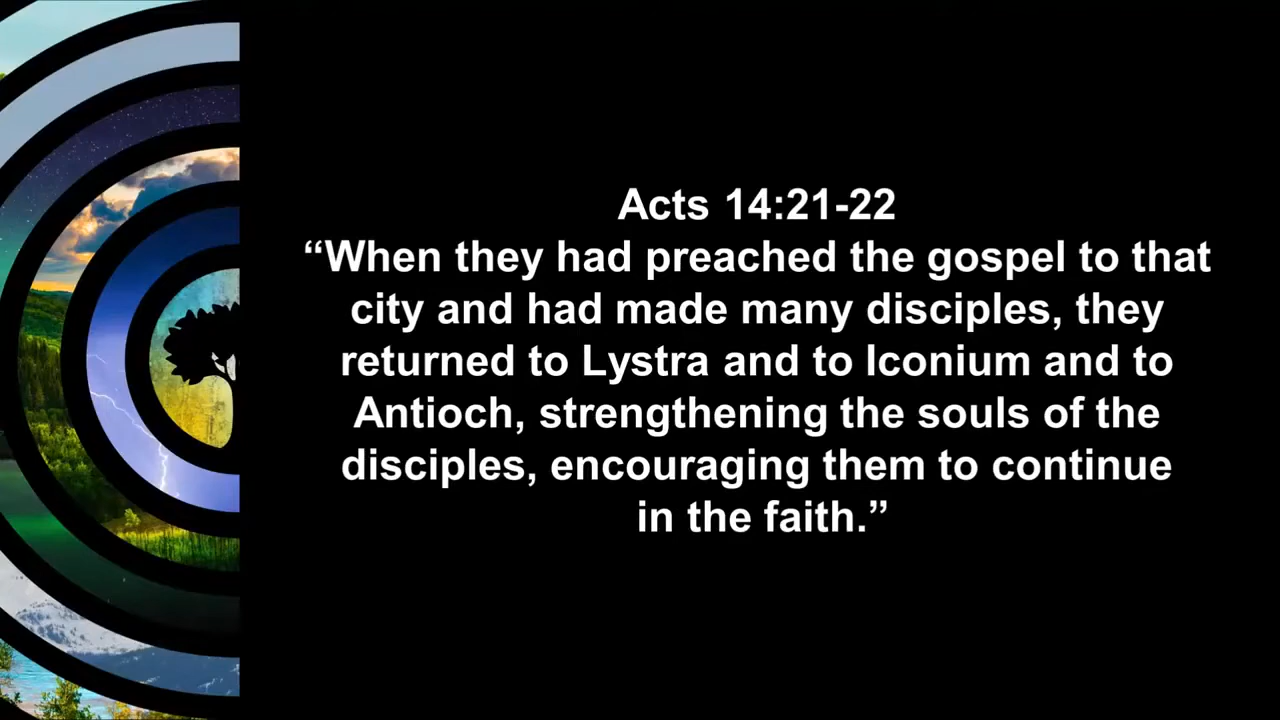 Acts 14:21-22
“When they had preached the gospel to that
city and had made many disciples, they
returned to Lystra and to Iconium and to
Antioch, strengthening the souls of the
disciples, encouraging them to continue
in the faith.”